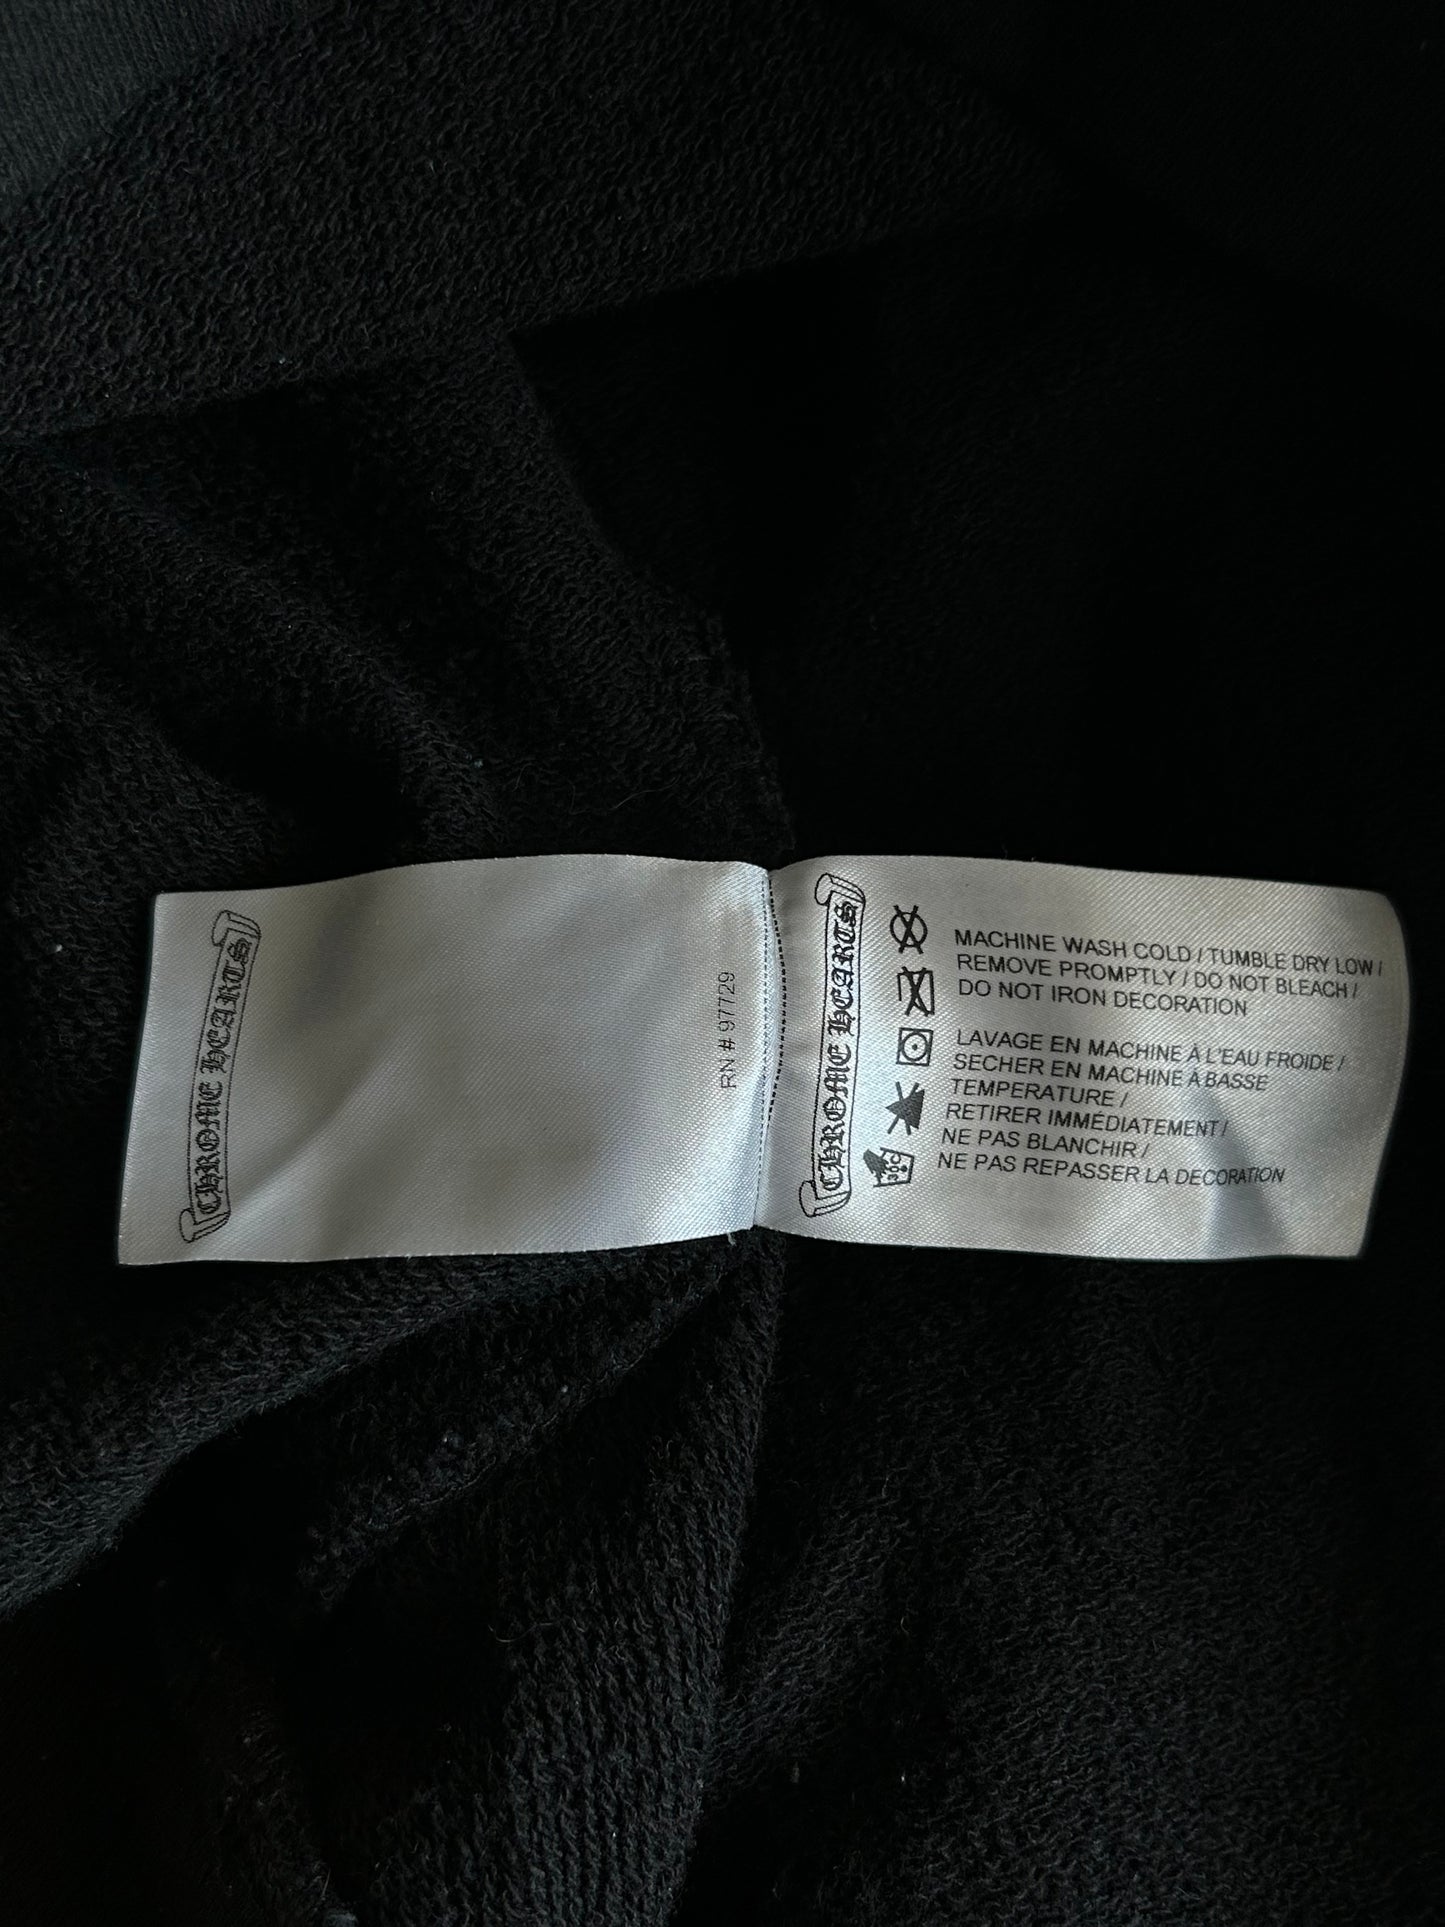 CHROME HEARTS
RN # 97729
CHROME HEARTS
MACHINE WASH COLD / TUMBLE DRY LOW /
REMOVE PROMPTLY / DO NOT BLEACH /
DO NOT IRON DECORATION
LAVAGE EN MACHINE À L'EAU FROIDE /
SECHER EN MACHINE À BASSE
TEMPERATURE /
RETIRER IMMÉDIATEMENT /
NE PAS BLANCHIR /
NE PAS REPASSER LA DECORATION